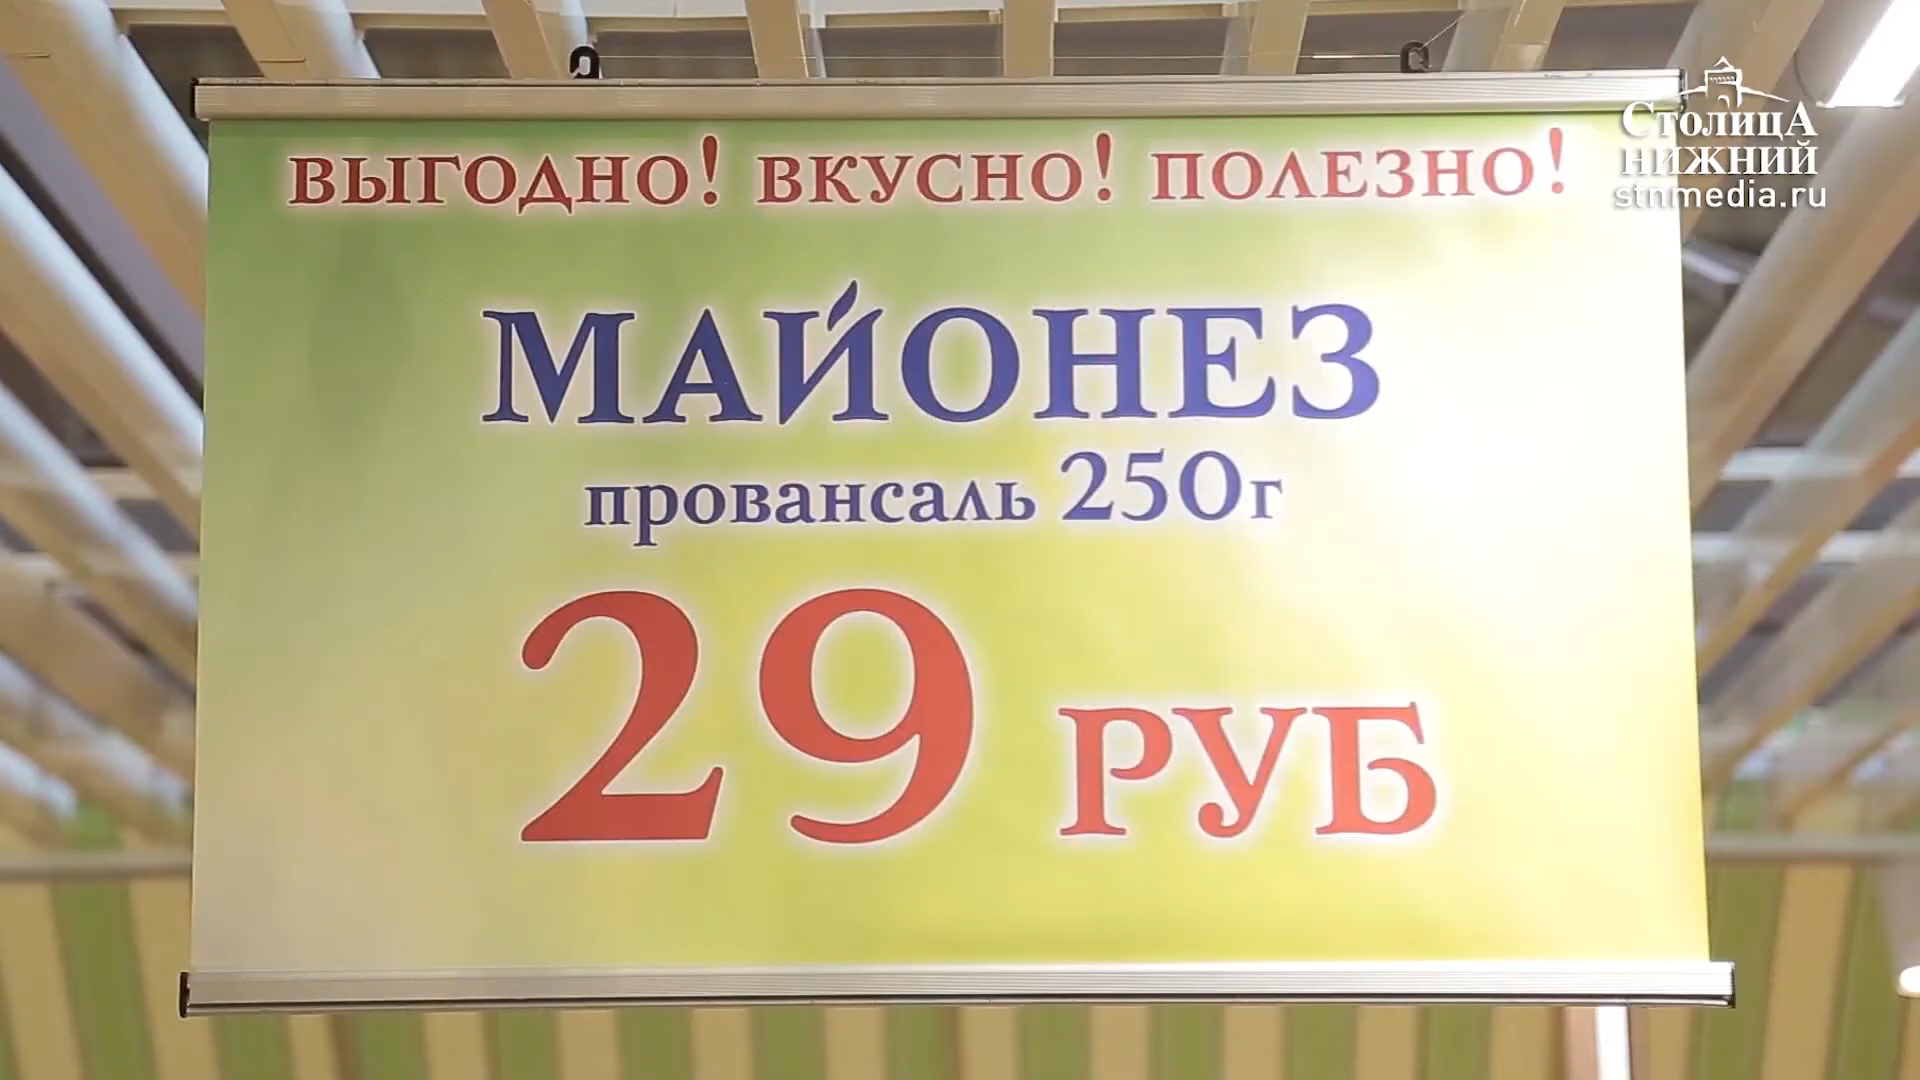 ВЫГОДНО! ВКУСНО! ПОЛЕЗНО!
МАЙОНЕЗ
провансаль 250г
29 РУБ
СтолицА
нижний
stnmedia.ru